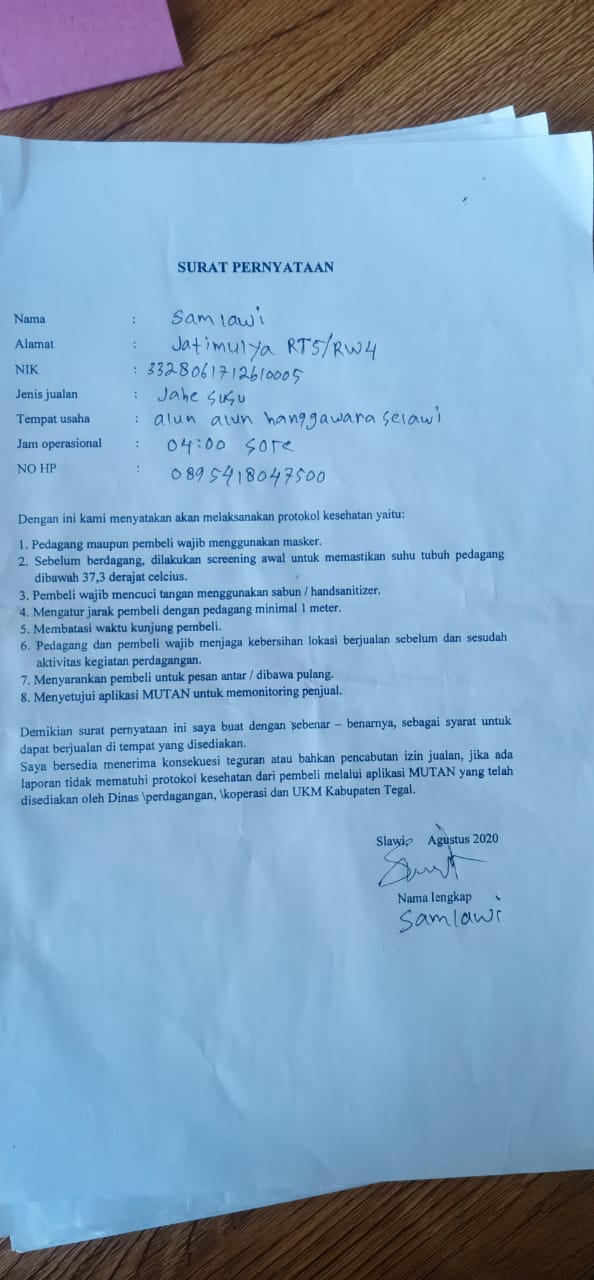 SURAT PERNYATAAN
Nama : Samlawi
Alamat : Jatimulya RT5/RW4
NIK : 3328061712610005
Jenis jualan : Jahe susu
Tempat usaha : alun alun hanggawara selawi
Jam operasional : 04:00 sore
NO HP : 0895418047500
Dengan ini kami menyatakan akan melaksanakan protokol kesehatan yaitu:
1. Pedagang maupun pembeli wajib menggunakan masker.
2. Sebelum berdagang, dilakukan screening awal untuk memastikan suhu tubuh pedagang
dibawah 37,3 derajat celcius.
3. Pembeli wajib mencuci tangan menggunakan sabun / handsanitizer.
4. Mengatur jarak pembeli dengan pedagang minimal 1 meter.
5. Membatasi waktu kunjung pembeli.
6. Pedagang dan pembeli wajib menjaga kebersihan lokasi berjualan sebelum dan sesudah
aktivitas kegiatan perdagangan.
7. Menyarankan pembeli untuk pesan antar / dibawa pulang.
8. Menyetujui aplikasi MUTAN untuk memonitoring penjual.
Demikian surat pernyataan ini saya buat dengan sebenar – benarnya, sebagai syarat untuk
dapat berjualan di tempat yang disediakan.
Saya bersedia menerima konsekuesi teguran atau bahkan pencabutan izin jualan, jika ada
laporan tidak mematuhi protokol kesehatan dari pembeli melalui aplikasi MUTAN yang telah
disediakan oleh Dinas \perdagangan, \koperasi dan UKM Kabupaten Tegal.
Slawi, Agustus 2020
Nama lengkap
Samlawi